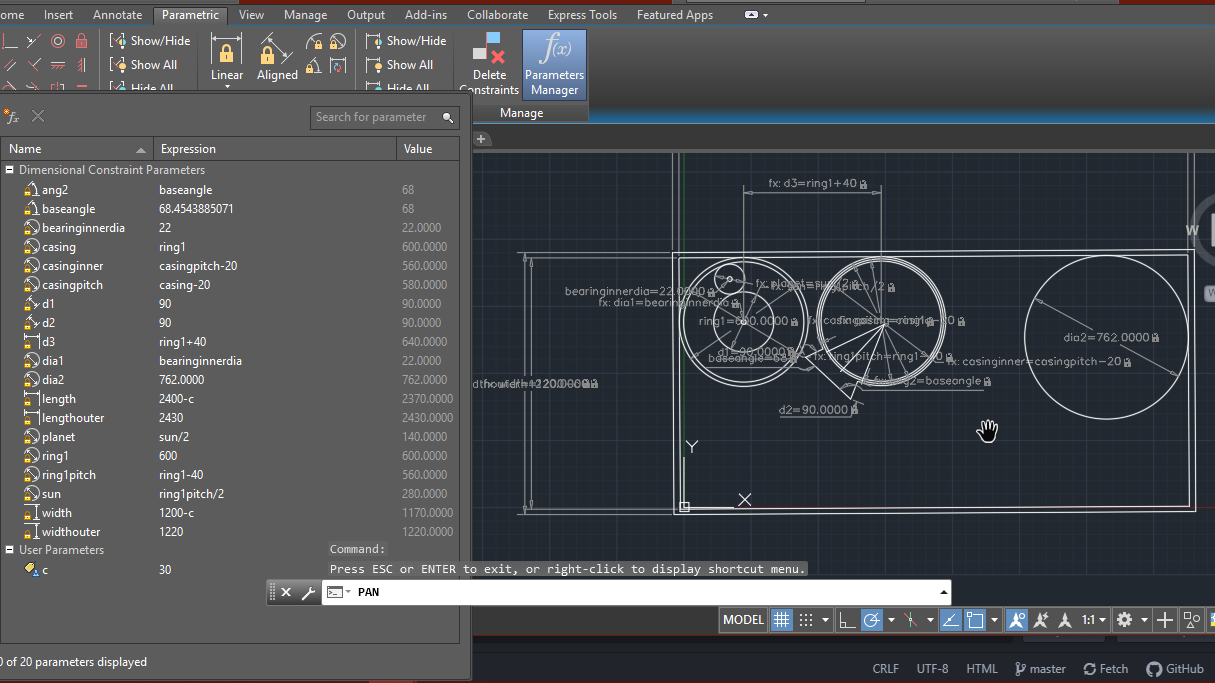 ome Insert Annotate Parametric View Manage Output Add-ins Collaborate Express Tools Featured Apps
Show/Hide
Show All
Hide All
Linear
Aligned
Show/Hide
Show All
Hide All
Delete
Constraints
Parameters
Manager
Manage
Search for parameter
Name Expression Value
Dimensional Constraint Parameters
ang2 baseangle 68
baseangle 68.4543885071 68
bearinginnerdia 22 22.0000
casing ring1 600.0000
casinginner casingpitch-20 560.0000
casingpitch casing-20 580.0000
d1 90 90.0000
d2 90 90.0000
d3 ring1+40 640.0000
dia1 bearinginnerdia 22.0000
dia2 762.0000 762.0000
length 2400-c 2370.0000
lengthouter 2430 2430.0000
planet sun/2 140.0000
ring1 600 600.0000
ring1pitch ring1-40 560.0000
sun ring1pitch/2 280.0000
width 1200-c 1170.0000
widthouter 1220 1220.0000
User Parameters
c 30
0 of 20 parameters displayed
fx: d3=ring1+40
bearinginnerdia=22.0000
fx: dia1=bearinginnerdia
ring1=600.0000
d1=90.0000
fx: ring1pitch=ring1-40
dia2=762.0000
fx: casinginner=casingpitch-20
d2=90.0000
W
Y
X
Command:
Press ESC or ENTER to exit, or right-click to display shortcut menu.
PAN
MODEL 1:1
CRLF UTF-8 HTML master Fetch GitHub